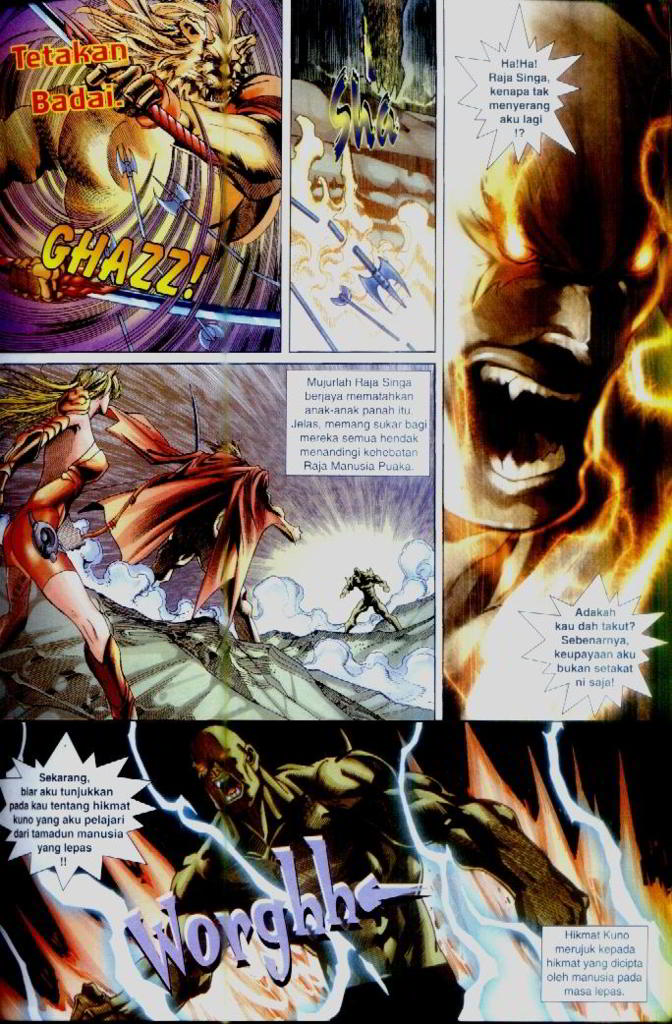 Tetakan
Badai.
GHAZZ!
Sha
Ha!Ha!
Raja Singa,
kenapa tak
menyerang
aku lagi
!?
Mujurlah Raja Singa
berjaya mematahkan
anak-anak panah itu.
Jelas, memang sukar bagi
mereka semua hendak
menandingi kehebatan
Raja Manusia Puaka.
Adakah
kau dah takut?
Sebenarnya,
keupayaan aku
bukan setakat
ni saja!
Sekarang,
biar aku tunjukkan
pada kau tentang hikmat
kuno yang aku pelajari
dari tamadun manusia
yang lepas
!!
Worghh
Hikmat Kuno
merujuk kepada
hikmat yang dicipta
oleh manusia pada
masa lepas.